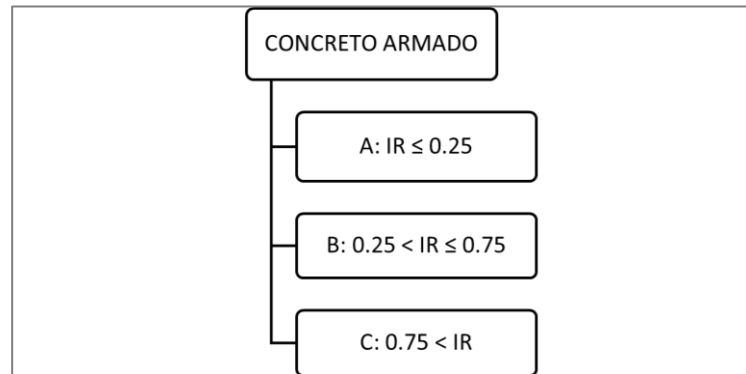 CONCRETO ARMADO
A: IR ≤ 0.25
B: 0.25 < IR ≤ 0.75
C: 0.75 < IR